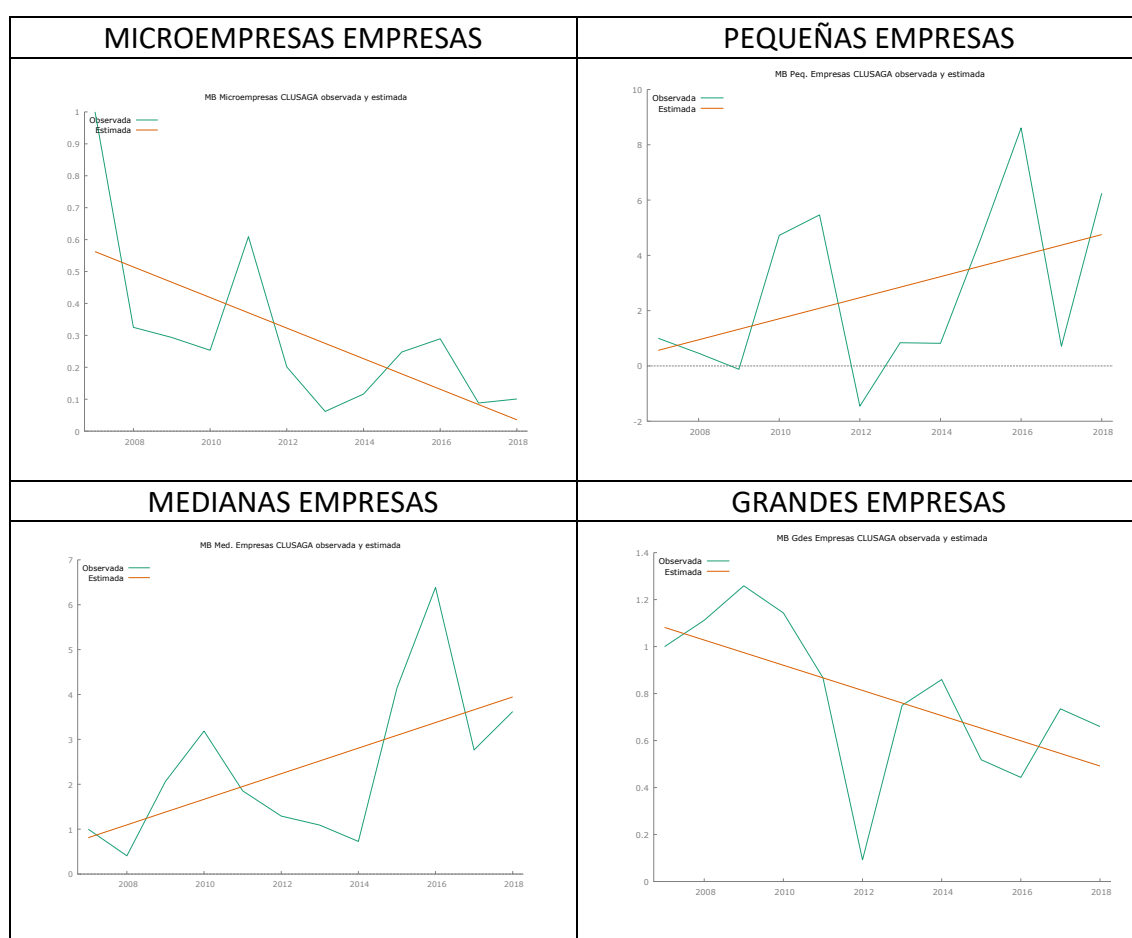 MICROEMPRESAS EMPRESAS
MB Microempresas CLUSAGA observada y estimada
Observada
Estimada
1
0.9
0.8
0.7
0.6
0.5
0.4
0.3
0.2
0.1
0
2008 2010 2012 2014 2016 2018
PEQUEÑAS EMPRESAS
MB Peq. Empresas CLUSAGA observada y estimada
Observada
Estimada
10
8
6
4
2
0
-2
2008 2010 2012 2014 2016 2018
MEDIANAS EMPRESAS
MB Med. Empresas CLUSAGA observada y estimada
Observada
Estimada
7
6
5
4
3
2
1
0
2008 2010 2012 2014 2016 2018
GRANDES EMPRESAS
MB Gdes Empresas CLUSAGA observada y estimada
Observada
Estimada
1.4
1.2
1
0.8
0.6
0.4
0.2
0
2008 2010 2012 2014 2016 2018